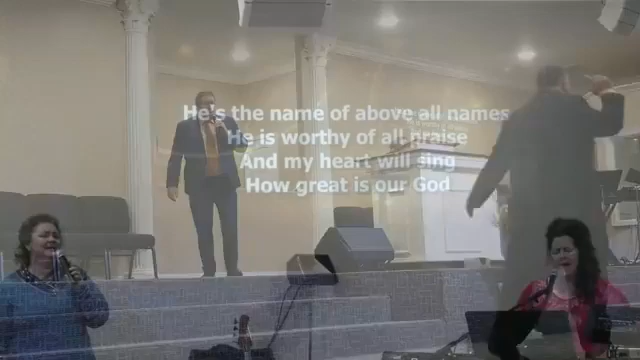 He's the name of above all names
He is worthy of all praise
And my heart will sing
How great is our God